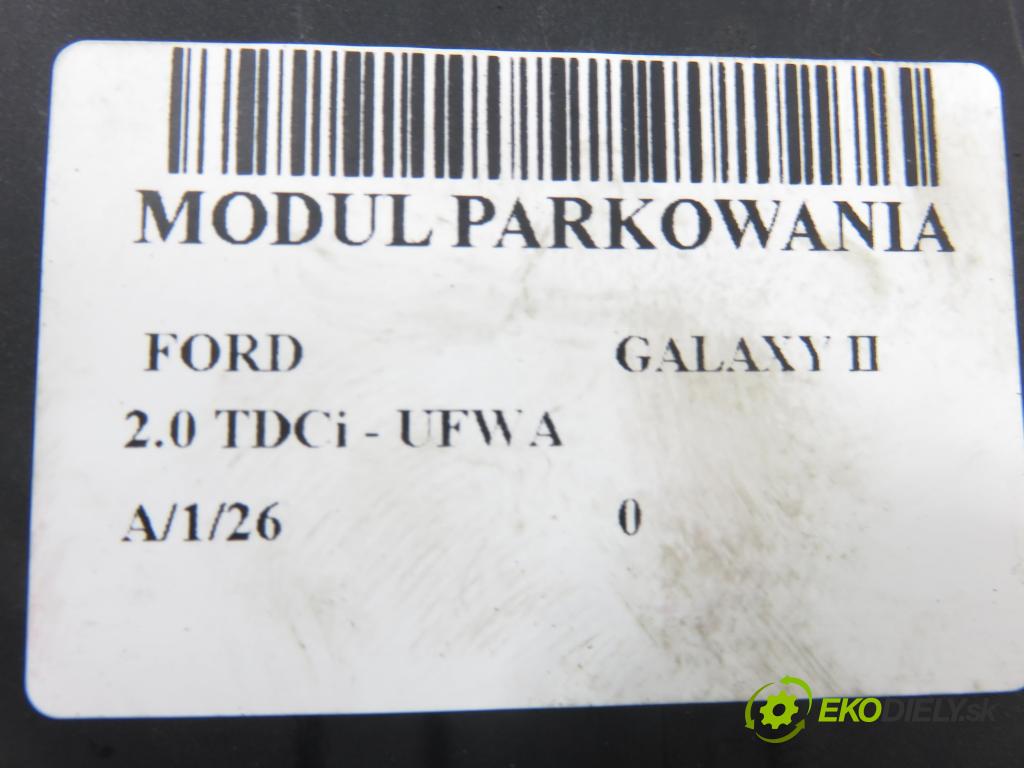 MODUL PARKOWANIA
FORD GALAXY II
2.0 TDCi - UFWA
A/1/26 0
EKODIELY.sk